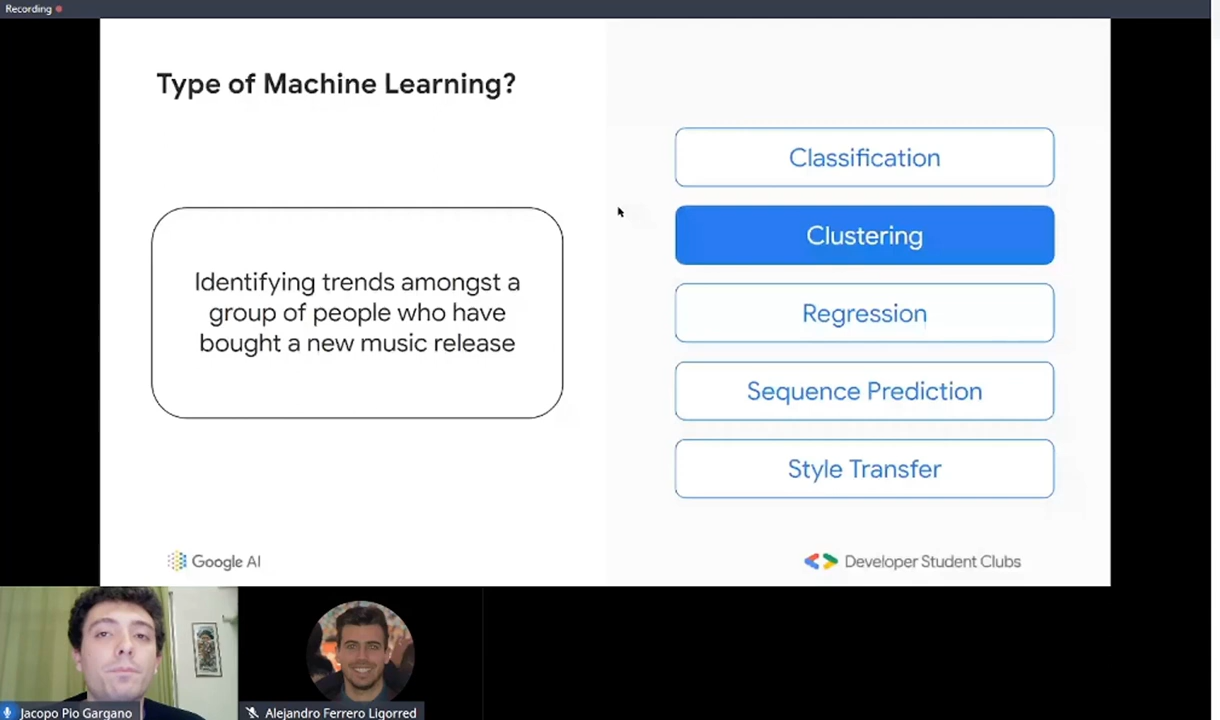 Recording
Type of Machine Learning?
Identifying trends amongst a
group of people who have
bought a new music release
Classification
Clustering
Regression
Sequence Prediction
Style Transfer
Google AI
Developer Student Clubs
Jacopo Pio Gargano
Alejandro Ferrero Ligorred